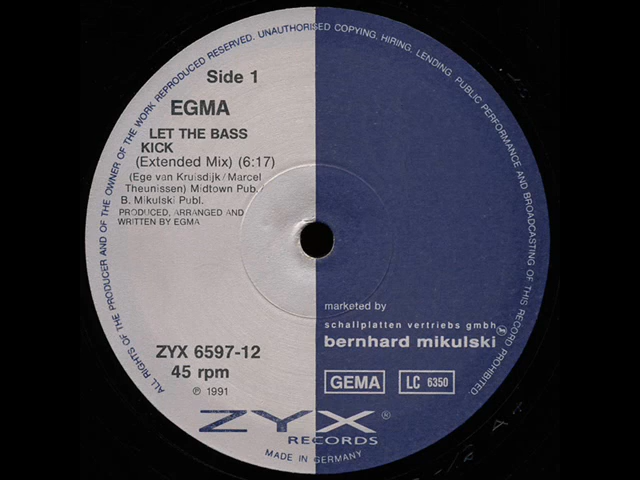 ALL RIGHTS OF THE PRODUCER AND OF THE OWNER OF THE WORK REPRODUCED RESERVED. UNAUTHORISED COPYING, HIRING, LENDING, PUBLIC PERFORMANCE AND BROADCASTING OF THIS RECORD PROHIBITED.
Side 1
EGMA
LET THE BASS
KICK
(Extended Mix) (6:17)
(Ege van Kruisdijk/Marcel
Theunissen) Midtown Pub./
B. Mikulski Publ.
PRODUCED, ARRANGED AND
WRITTEN BY EGMA
marketed by
schallplatten vertriebs gmbh
bernhard mikulski
ZYX 6597-12
45 rpm
GEMA
LC 6350
℗ 1991
ZYX®
RECORDS
MADE IN GERMANY